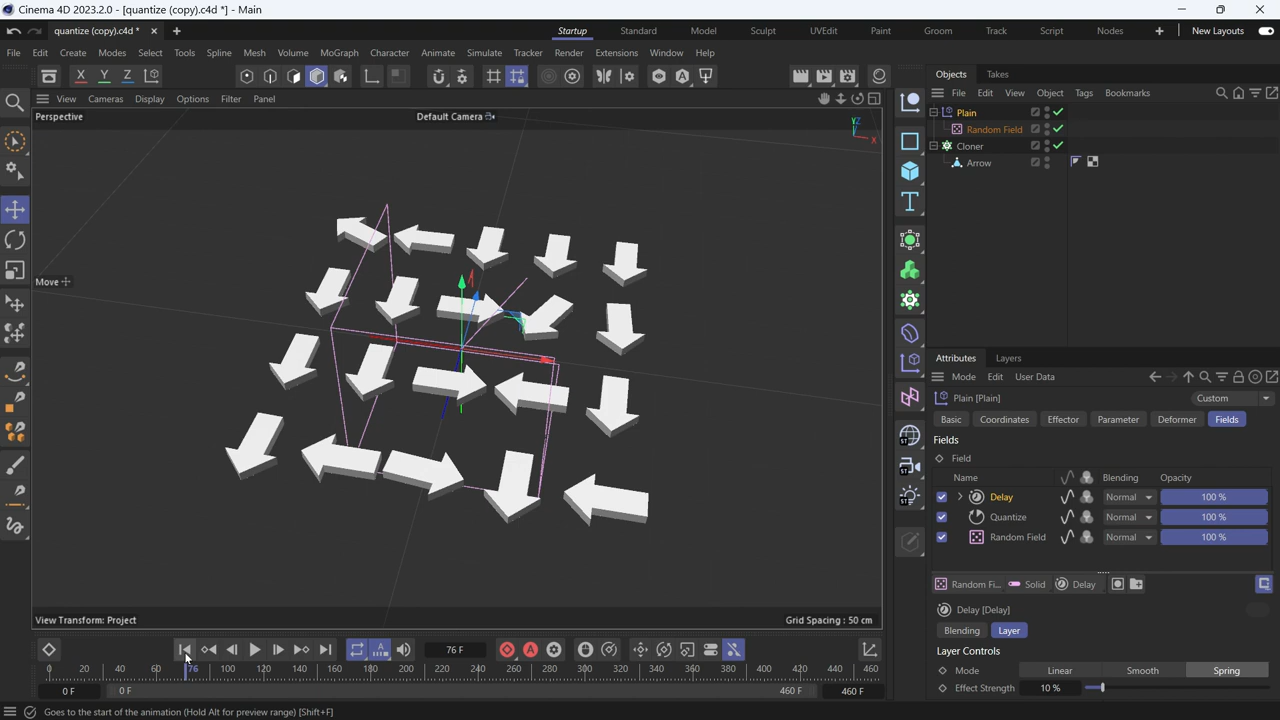 Cinema 4D 2023.2.0 - [quantize (copy).c4d *] - Main
quantize (copy).c4d *
Startup Standard Model Sculpt UVEdit Paint Groom Track Script Nodes New Layouts
File Edit Create Modes Select Tools Spline Mesh Volume MoGraph Character Animate Simulate Tracker Render Extensions Window Help
X Y Z
Objects Takes
File Edit View Object Tags Bookmarks
View Cameras Display Options Filter Panel
Perspective
Default Camera
Y Z X
Plain
Random Field
Cloner
Arrow
Move
Attributes Layers
Mode Edit User Data
Plain [Plain]
Custom
Basic Coordinates Effector Parameter Deformer Fields
Fields
Field
Name Blending Opacity
Delay Normal 100 %
Quantize Normal 100 %
Random Field Normal 100 %
Random Fi... Solid Delay
Delay [Delay]
Blending Layer
Layer Controls
Mode Linear Smooth Spring
Effect Strength 10 %
View Transform: Project
Grid Spacing : 50 cm
76 F
0 20 40 60 76 100 120 140 160 180 200 220 240 260 280 300 320 340 360 380 400 420 440 460
0 F 0 F 460 F 460 F
Goes to the start of the animation (Hold Alt for preview range) [Shift+F]